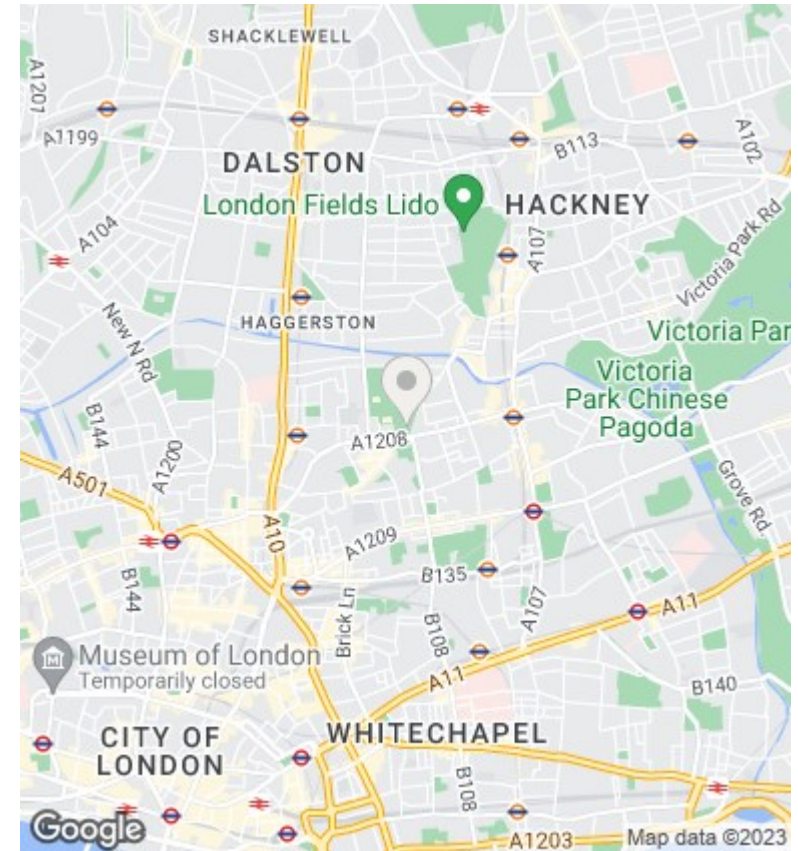 SHACKLEWELL
A1201
A1199
B113
A102
DALSTON
London Fields Lido
HACKNEY
A104
A107
Victoria Park Rd
New N Rd
HAGGERSTON
Victoria Par
Victoria
Park Chinese
Pagoda
B144
A1200
A1208
A501
Grove Rd
A10
A1209
B135
B144
Brick Ln
B108
A107
A11
Museum of London
Temporarily closed
A11
B140
CITY OF
LONDON
WHITECHAPEL
B108
Google
A1203
Map data ©2023